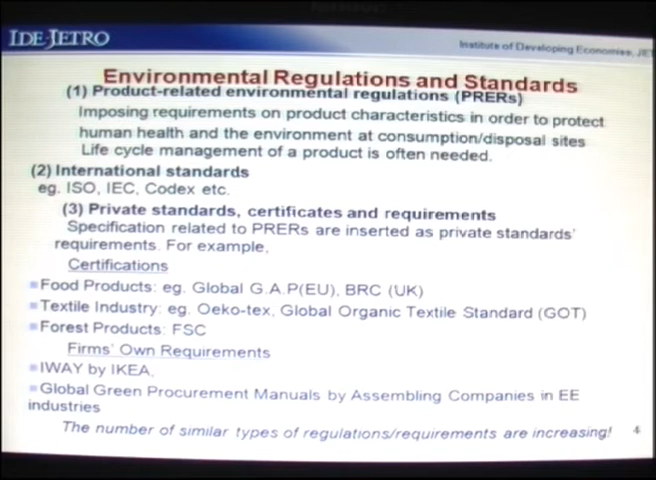 IDE-JETRO
Institute of Developing Economies, JET
Environmental Regulations and Standards
(1) Product-related environmental regulations (PRERs)
Imposing requirements on product characteristics in order to protect
human health and the environment at consumption/disposal sites
Life cycle management of a product is often needed.
(2) International standards
eg. ISO, IEC, Codex etc.
(3) Private standards, certificates and requirements
Specification related to PRERs are inserted as private standards'
requirements. For example,
Certifications
Food Products: eg. Global G.A.P(EU), BRC (UK)
Textile Industry: eg. Oeko-tex, Global Organic Textile Standard (GOT)
Forest Products: FSC
Firms' Own Requirements
IWAY by IKEA,
Global Green Procurement Manuals by Assembling Companies in EE
industries
The number of similar types of regulations/requirements are increasing!
4